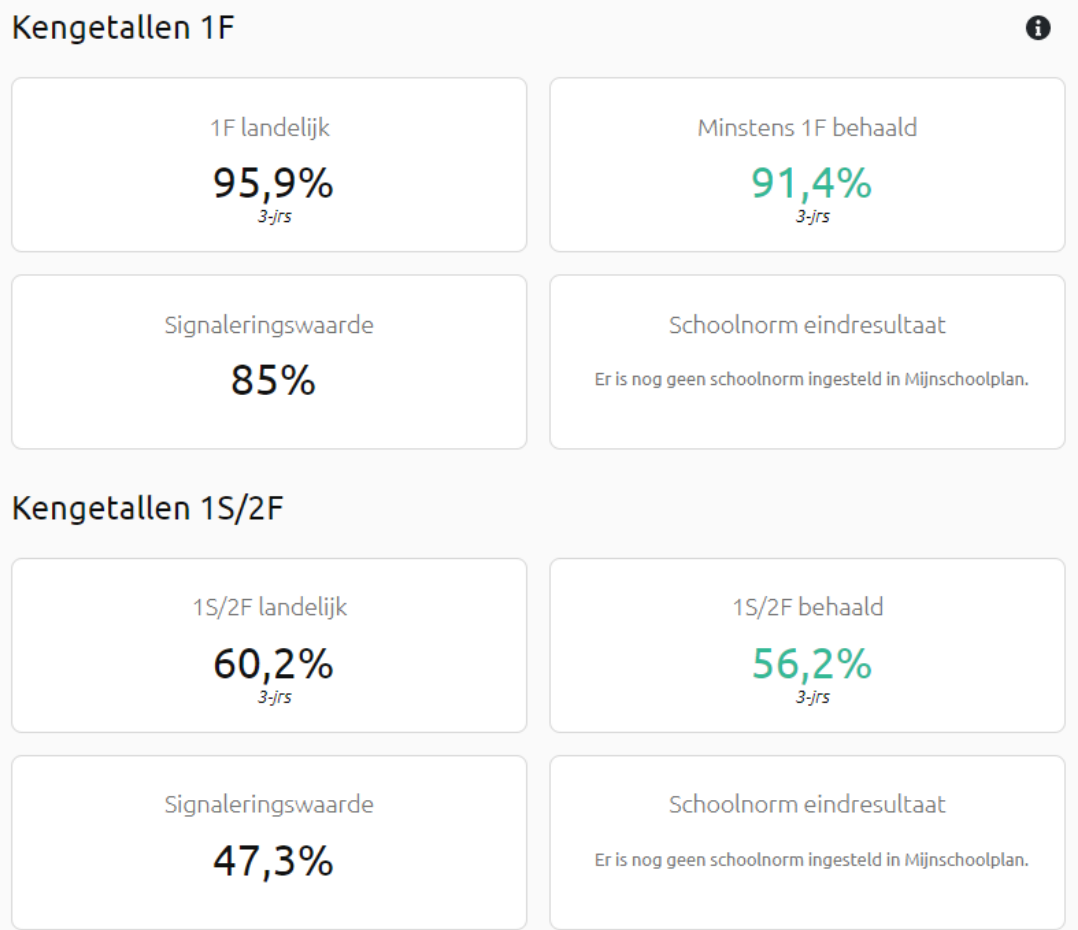 Kengetallen 1F
1F landelijk
95,9%
3-jrs
Minstens 1F behaald
91,4%
3-jrs
Signaleringswaarde
85%
Schoolnorm eindresultaat
Er is nog geen schoolnorm ingesteld in Mijnschoolplan.
Kengetallen 1S/2F
1S/2F landelijk
60,2%
3-jrs
1S/2F behaald
56,2%
3-jrs
Signaleringswaarde
47,3%
Schoolnorm eindresultaat
Er is nog geen schoolnorm ingesteld in Mijnschoolplan.